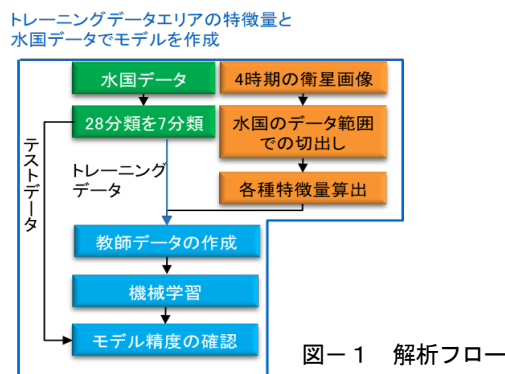 トレーニングデータエリアの特徴量と
水国データでモデルを作成
水国データ
4時期の衛星画像
28分類を7分類
水国のデータ範囲
での切出し
テストデータ
トレーニング
データ
各種特徴量算出
教師データの作成
機械学習
モデル精度の確認
図－１　解析フロー